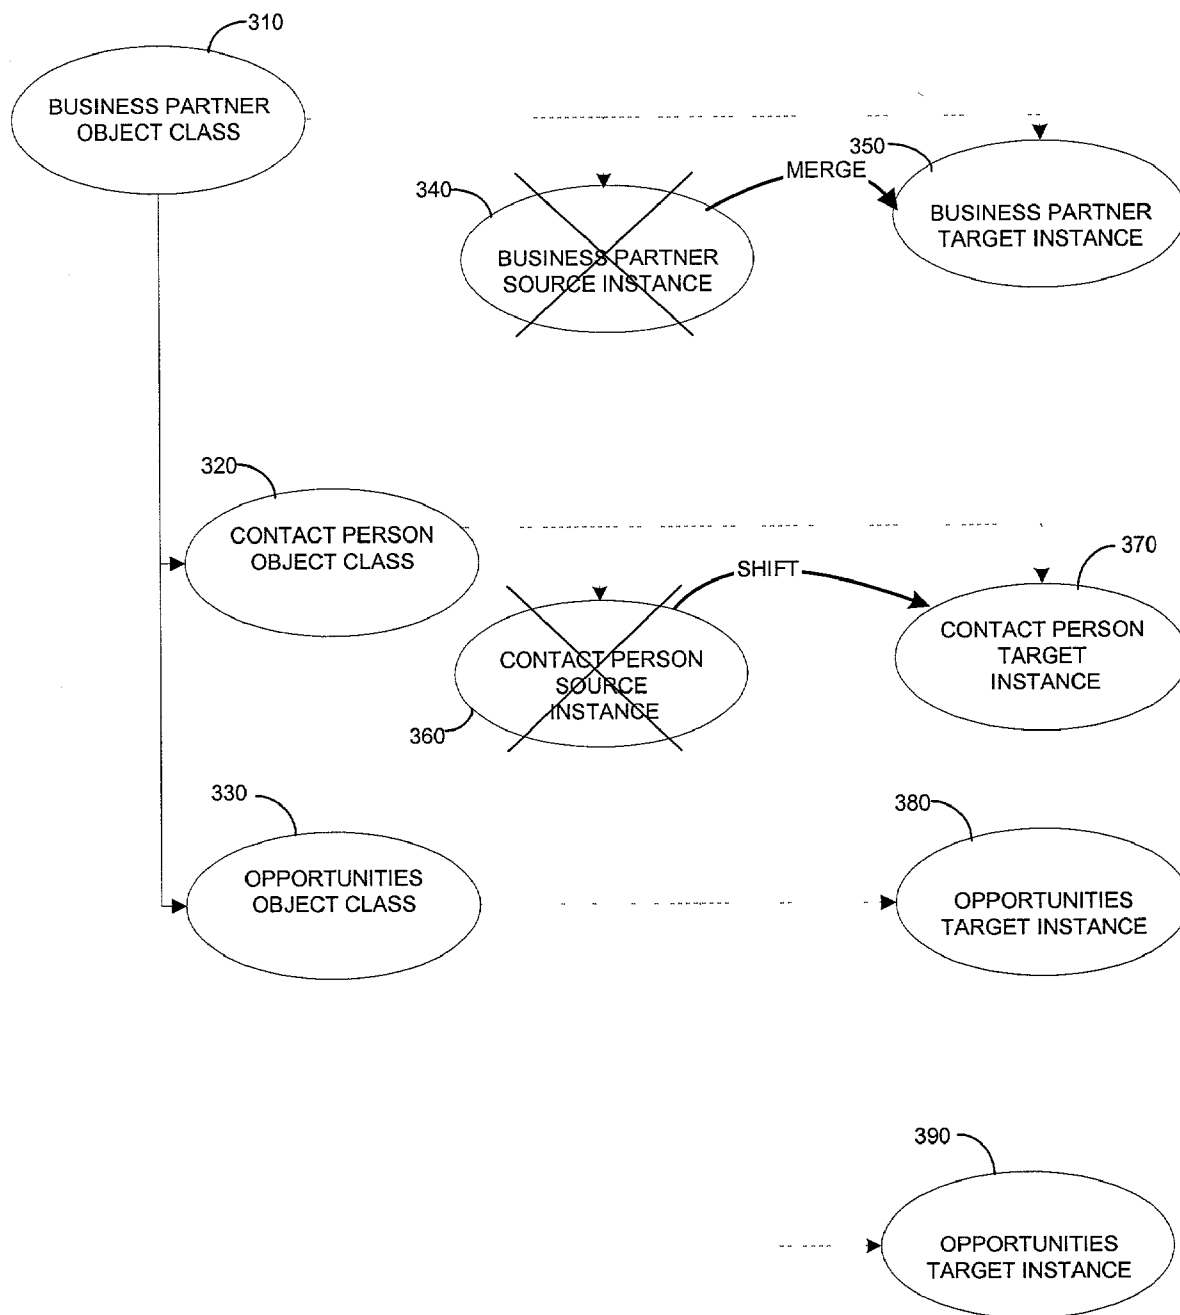 310
BUSINESS PARTNER
OBJECT CLASS
350
MERGE
340
BUSINESS PARTNER
TARGET INSTANCE
BUSINESS PARTNER
SOURCE INSTANCE
320
CONTACT PERSON
OBJECT CLASS
370
SHIFT
CONTACT PERSON
TARGET
INSTANCE
CONTACT PERSON
SOURCE
INSTANCE
360
330
380
OPPORTUNITIES
OBJECT CLASS
OPPORTUNITIES
TARGET INSTANCE
390
OPPORTUNITIES
TARGET INSTANCE